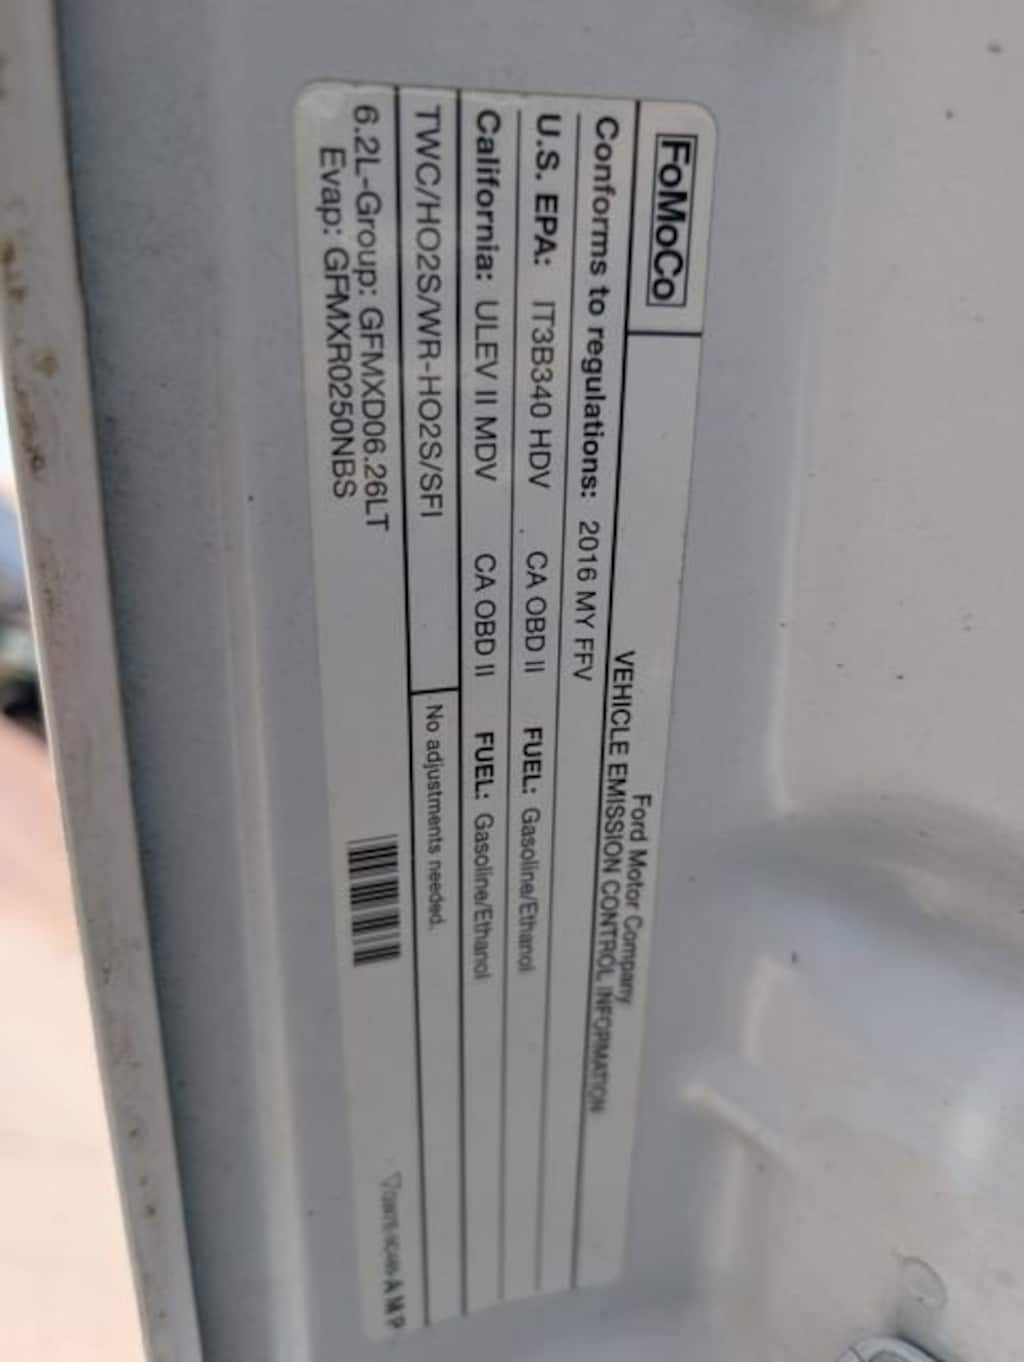 FoMoCo
Ford Motor Company
VEHICLE EMISSION CONTROL INFORMATION
Conforms to regulations: 2016 MY FFV
U.S. EPA: IT3B340 HDV CA OBD II FUEL: Gasoline/Ethanol
California: ULEV II MDV CA OBD II FUEL: Gasoline/Ethanol
TWC/HO2S/WR-HO2S/SFI No adjustments needed.
6.2L-Group: GFMXD06.26LT
Evap: GFMXR0250NBS